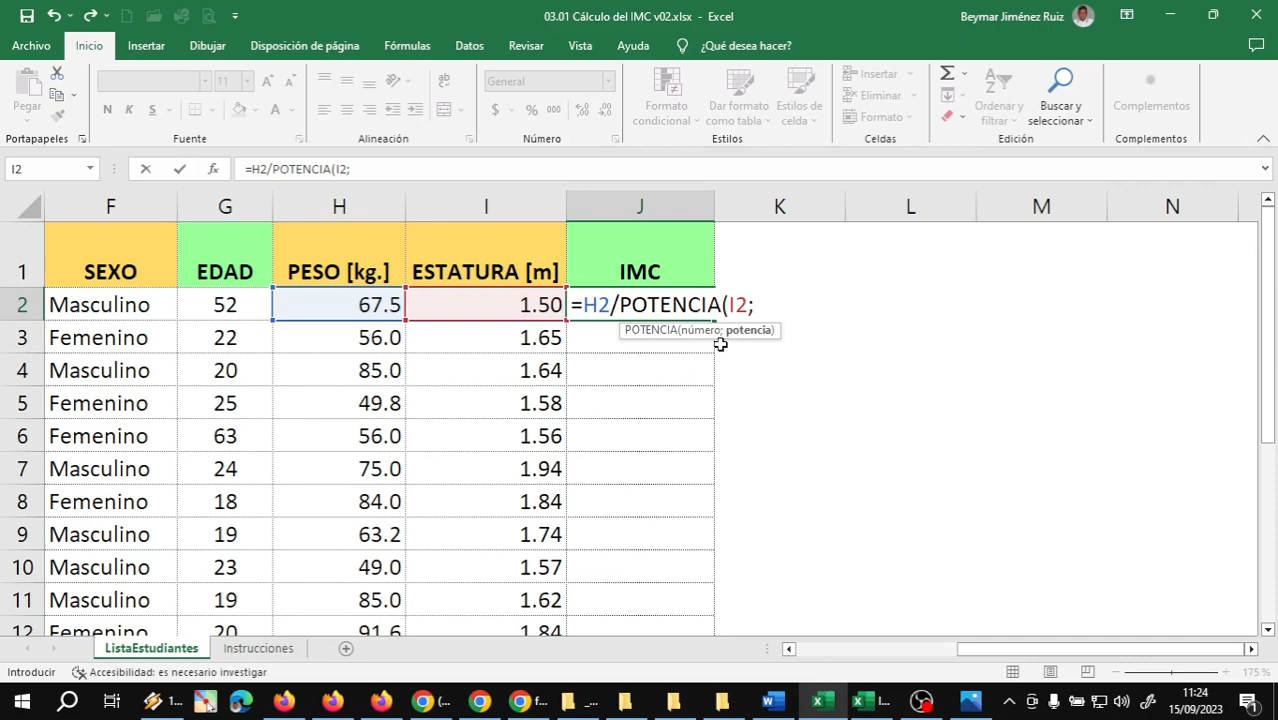 03.01 Cálculo del IMC v02.xlsx - Excel
Beymar Jiménez Ruiz
Archivo Inicio Insertar Dibujar Disposición de página Fórmulas Datos Revisar Vista Ayuda ¿Qué desea hacer?
Pegar
N K S
A A
ab
General
$ % 000
Formato condicional
Dar formato como tabla
Estilos de celda
Insertar
Eliminar
Formato
Ordenar y filtrar
Buscar y seleccionar
Complementos
Portapapeles Fuente Alineación Número Estilos Celdas Edición Complementos
I2 fx =H2/POTENCIA(I2;
F G H I J K L M N
1 SEXO EDAD PESO [kg.] ESTATURA [m] IMC
2 Masculino 52 67.5 1.50 =H2/POTENCIA(I2;
POTENCIA(número; potencia)
3 Femenino 22 56.0 1.65
4 Masculino 20 85.0 1.64
5 Femenino 25 49.8 1.58
6 Femenino 63 56.0 1.56
7 Masculino 24 75.0 1.94
8 Femenino 18 84.0 1.84
9 Masculino 19 63.2 1.74
10 Masculino 23 49.0 1.57
11 Masculino 19 85.0 1.62
12 Femenino 20 91.6 1.84
ListaEstudiantes Instrucciones
Introducir Accesibilidad: es necesario investigar 175 %
1... (... ... f... _... l... 11:24
15/09/2023
1